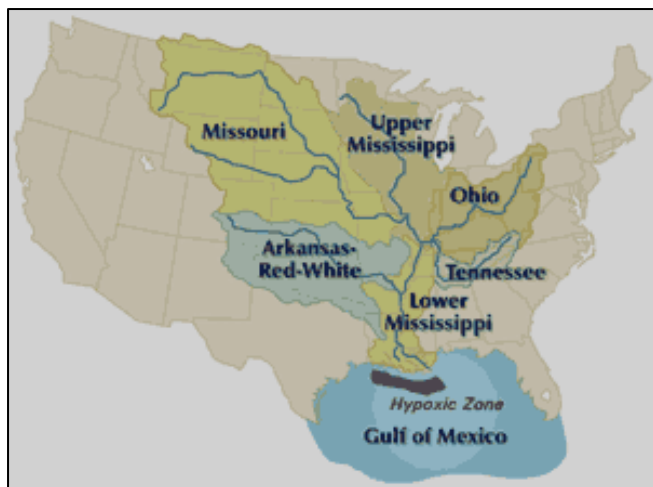 Missouri
Upper
Mississippi
Ohio
Arkansas-
Red-White
Tennessee
Lower
Mississippi
Hypoxic Zone
Gulf of Mexico